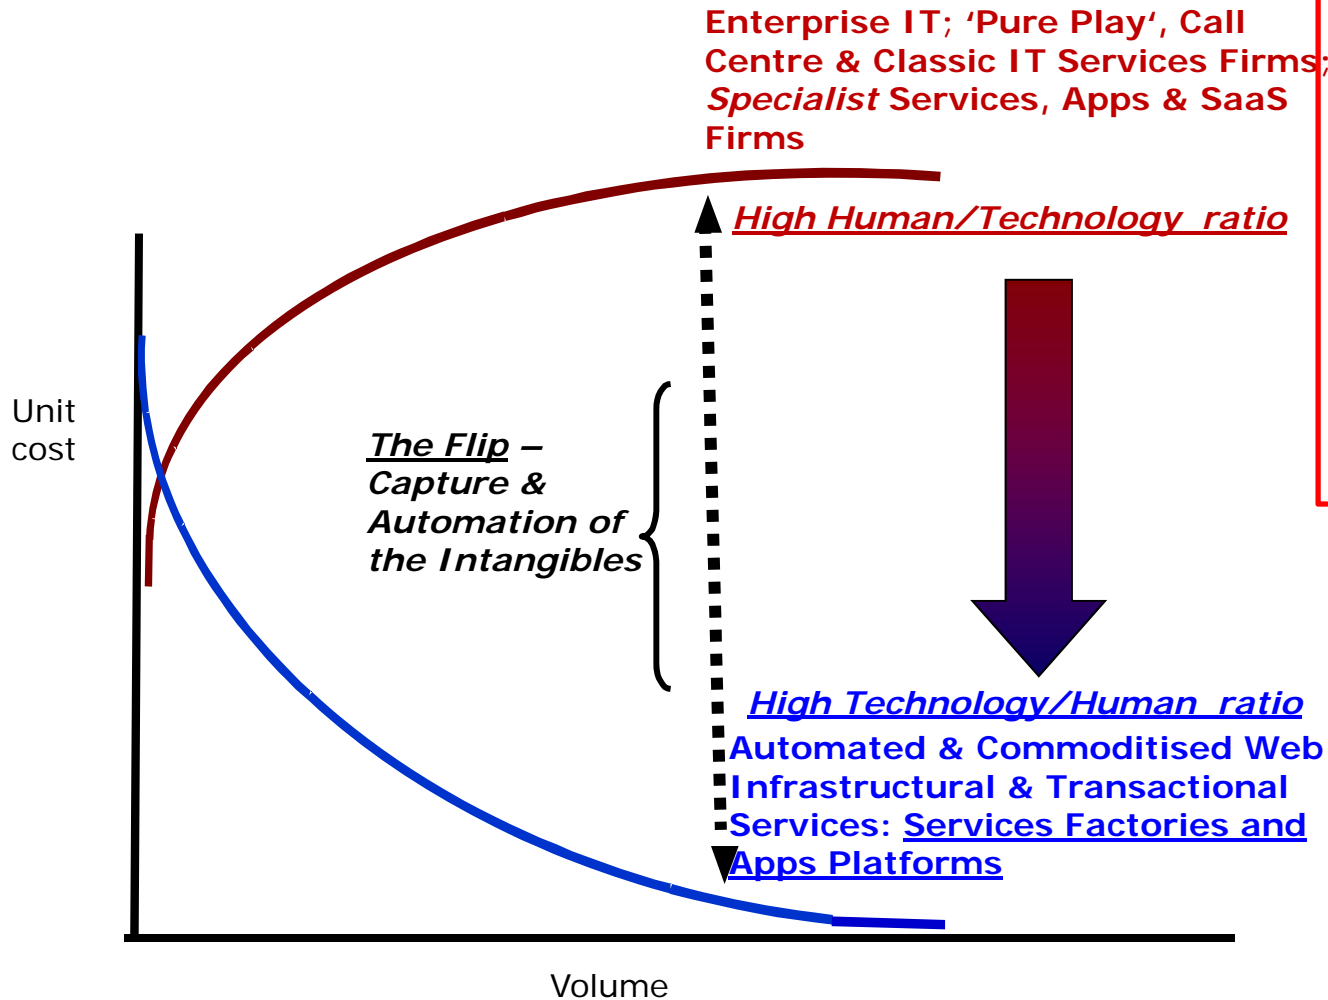 Enterprise IT; ‘Pure Play‘, Call
Centre & Classic IT Services Firms;
Specialist Services, Apps & SaaS
Firms
High Human/Technology ratio
Unit
cost
The Flip –
Capture &
Automation of
the Intangibles
High Technology/Human ratio
Automated & Commoditised Web
Infrastructural & Transactional
Services: Services Factories and
Apps Platforms
Volume